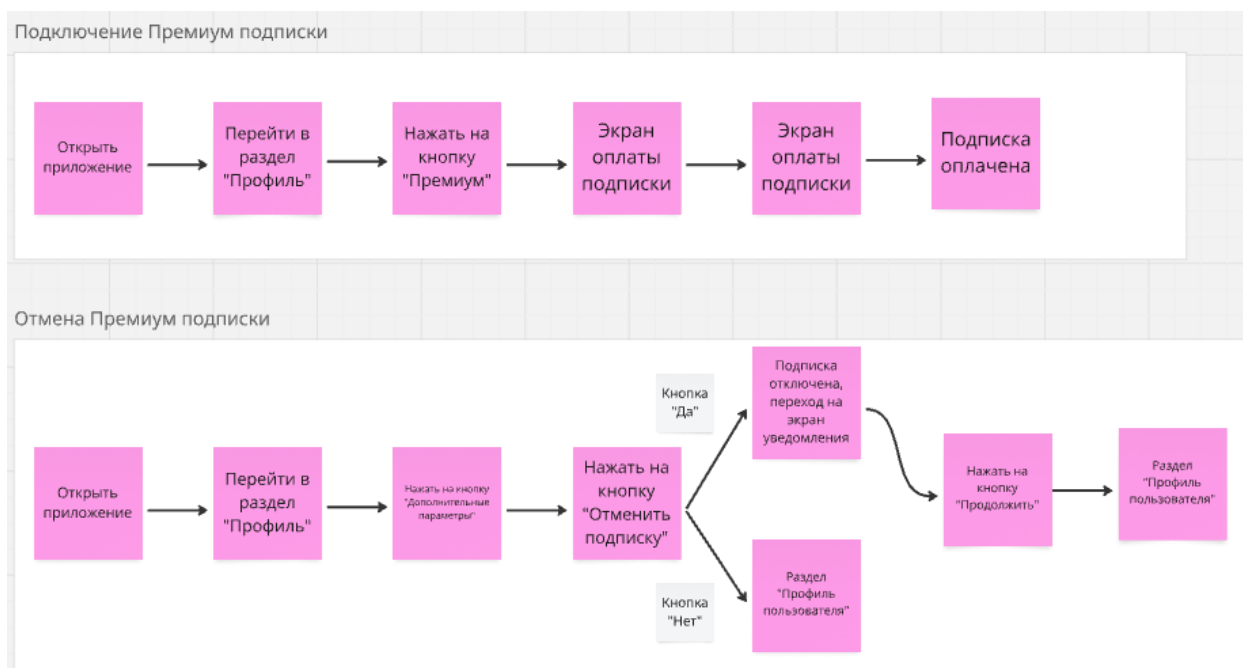 Подключение Премиум подписки
Открыть
приложение
Перейти в
раздел
"Профиль"
Нажать на
кнопку
"Премиум"
Экран
оплаты
подписки
Экран
оплаты
подписки
Подписка
оплачена
Отмена Премиум подписки
Открыть
приложение
Перейти в
раздел
"Профиль"
Нажать на кнопку
"Дополнительные
параметры"
Нажать на
кнопку
"Отменить
подписку"
Кнопка
"Да"
Подписка
отключена,
переход на
экран
уведомления
Нажать на
кнопку
"Продолжить"
Раздел
"Профиль
пользователя"
Кнопка
"Нет"
Раздел
"Профиль
пользователя"